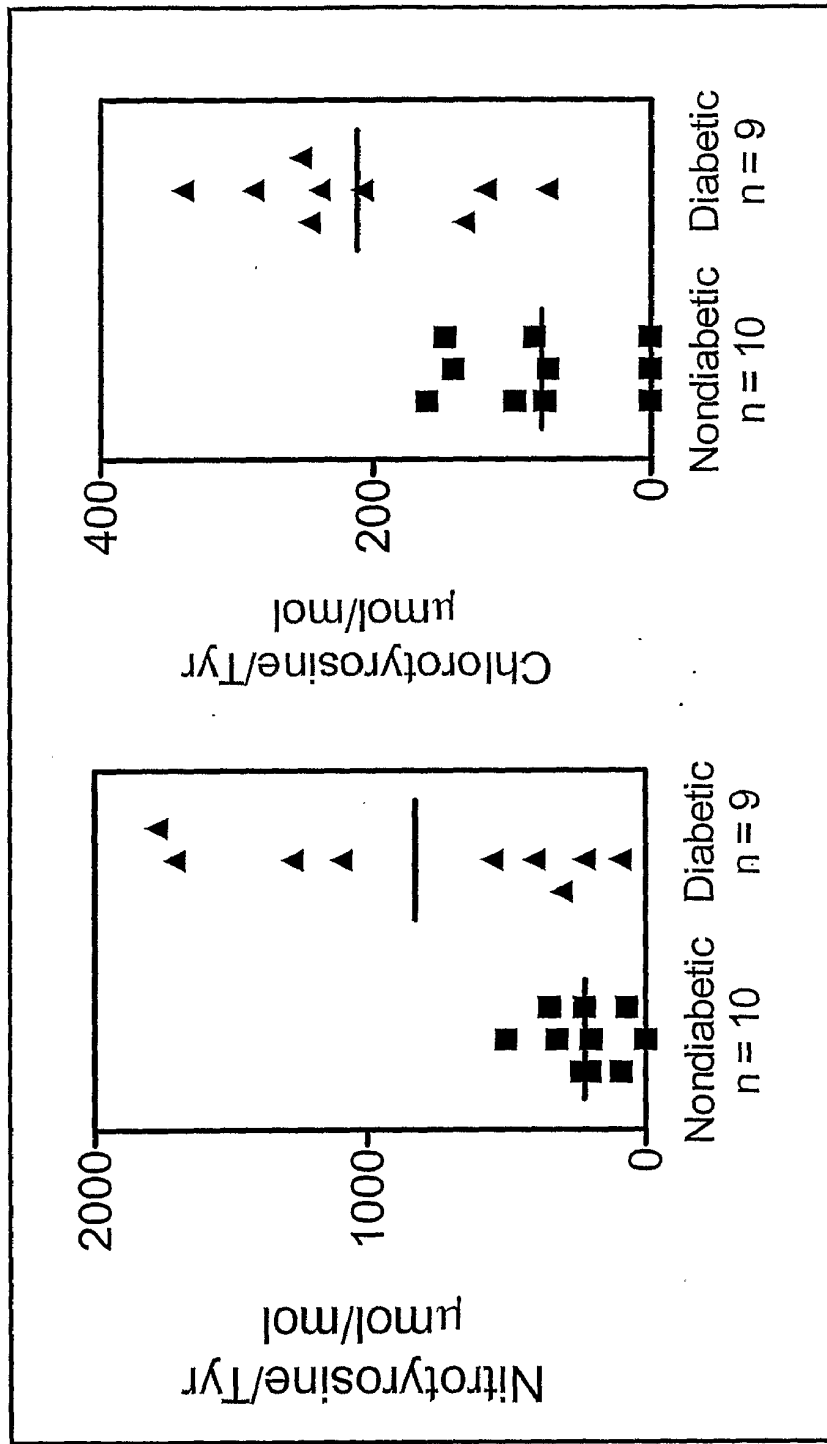 Nitrotyrosine/Tyr
µmol/mol
2000
1000
0
Nondiabetic
n = 10
Diabetic
n = 9
Chlorotyrosine/Tyr
µmol/mol
400
200
0
Nondiabetic
n = 10
Diabetic
n = 9